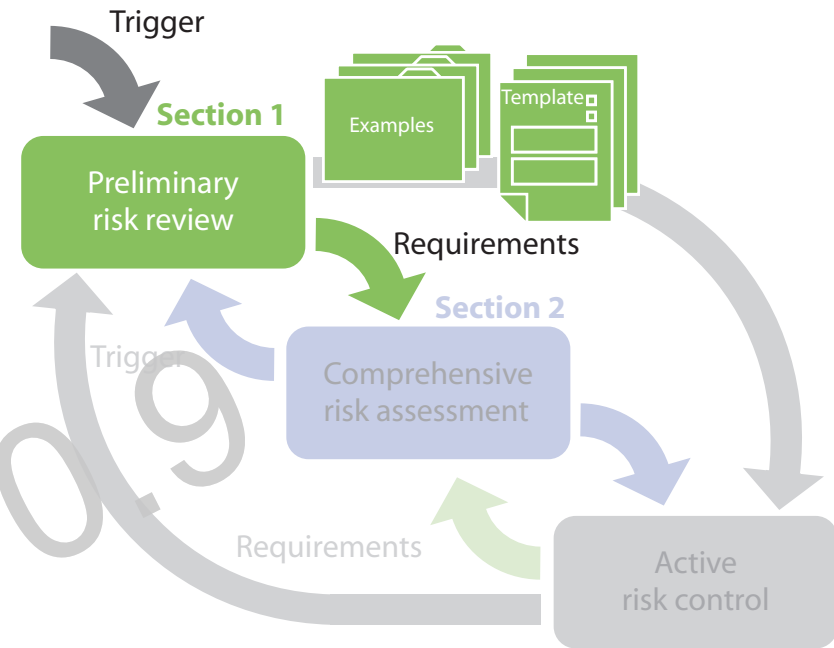 Trigger
Section 1
Examples
Template
Preliminary
risk review
Requirements
Section 2
Trigger
Comprehensive
risk assessment
0.9
Requirements
Active
risk control